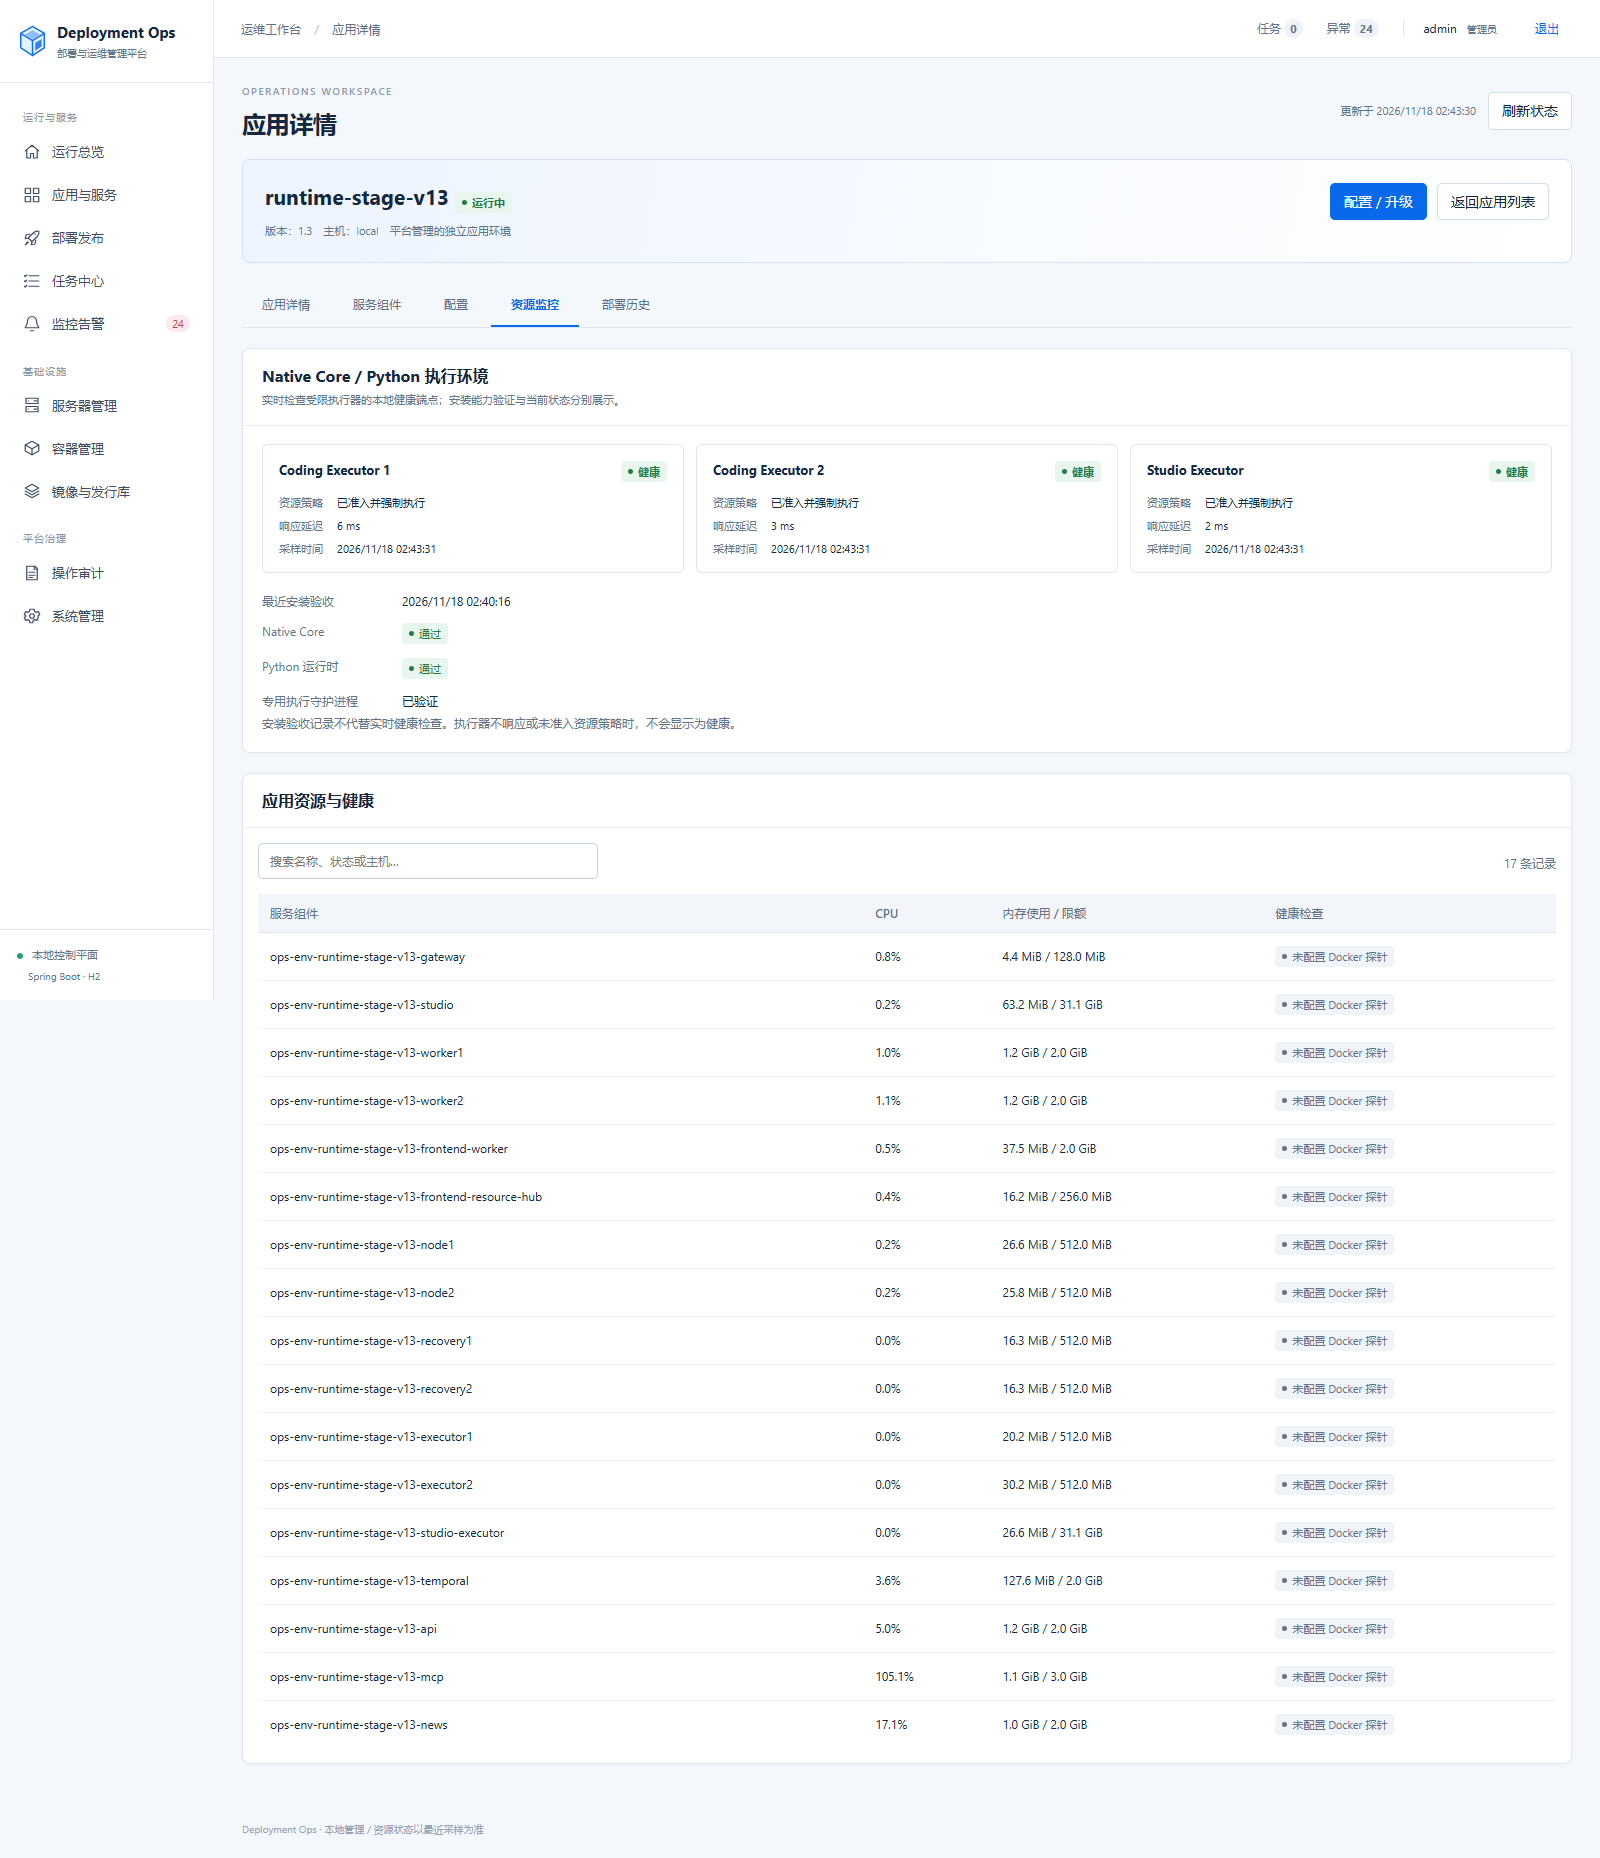 Deployment Ops
部署与运维管理平台
运行与服务
运行总览
应用与服务
部署发布
任务中心
监控告警 24
基础设施
服务器管理
容器管理
镜像与发行库
平台治理
操作审计
系统管理
本地控制平面
Spring Boot · H2
运维工作台 / 应用详情
任务 0 异常 24 admin 管理员 退出
OPERATIONS WORKSPACE
应用详情
更新于 2026/11/18 02:43:30 刷新状态
runtime-stage-v13 运行中
版本：1.3 主机：local 平台管理的独立应用环境
配置 / 升级 返回应用列表
应用详情 服务组件 配置 资源监控 部署历史
Native Core / Python 执行环境
实时检查受限执行器的本地健康端点；安装能力验证与当前状态分别展示。
Coding Executor 1 健康
资源策略 已准入并强制执行
响应延迟 6 ms
采样时间 2026/11/18 02:43:31
Coding Executor 2 健康
资源策略 已准入并强制执行
响应延迟 3 ms
采样时间 2026/11/18 02:43:31
Studio Executor 健康
资源策略 已准入并强制执行
响应延迟 2 ms
采样时间 2026/11/18 02:43:31
最近安装验收 2026/11/18 02:40:16
Native Core 通过
Python 运行时 通过
专用执行守护进程 已验证
安装验收记录不代替实时健康检查。执行器不响应或未准入资源策略时，不会显示为健康。
应用资源与健康
搜索名称、状态或主机...
17 条记录
服务组件 CPU 内存使用 / 限额 健康检查
ops-env-runtime-stage-v13-gateway 0.8% 4.4 MiB / 128.0 MiB 未配置 Docker 探针
ops-env-runtime-stage-v13-studio 0.2% 63.2 MiB / 31.1 GiB 未配置 Docker 探针
ops-env-runtime-stage-v13-worker1 1.0% 1.2 GiB / 2.0 GiB 未配置 Docker 探针
ops-env-runtime-stage-v13-worker2 1.1% 1.2 GiB / 2.0 GiB 未配置 Docker 探针
ops-env-runtime-stage-v13-frontend-worker 0.5% 37.5 MiB / 2.0 GiB 未配置 Docker 探针
ops-env-runtime-stage-v13-frontend-resource-hub 0.4% 16.2 MiB / 256.0 MiB 未配置 Docker 探针
ops-env-runtime-stage-v13-node1 0.2% 26.6 MiB / 512.0 MiB 未配置 Docker 探针
ops-env-runtime-stage-v13-node2 0.2% 25.8 MiB / 512.0 MiB 未配置 Docker 探针
ops-env-runtime-stage-v13-recovery1 0.0% 16.3 MiB / 512.0 MiB 未配置 Docker 探针
ops-env-runtime-stage-v13-recovery2 0.0% 16.3 MiB / 512.0 MiB 未配置 Docker 探针
ops-env-runtime-stage-v13-executor1 0.0% 20.2 MiB / 512.0 MiB 未配置 Docker 探针
ops-env-runtime-stage-v13-executor2 0.0% 30.2 MiB / 512.0 MiB 未配置 Docker 探针
ops-env-runtime-stage-v13-studio-executor 0.0% 26.6 MiB / 31.1 GiB 未配置 Docker 探针
ops-env-runtime-stage-v13-temporal 3.6% 127.6 MiB / 2.0 GiB 未配置 Docker 探针
ops-env-runtime-stage-v13-api 5.0% 1.2 GiB / 2.0 GiB 未配置 Docker 探针
ops-env-runtime-stage-v13-mcp 105.1% 1.1 GiB / 3.0 GiB 未配置 Docker 探针
ops-env-runtime-stage-v13-news 17.1% 1.0 GiB / 2.0 GiB 未配置 Docker 探针
Deployment Ops · 本地管理 / 资源状态以最近采样为准